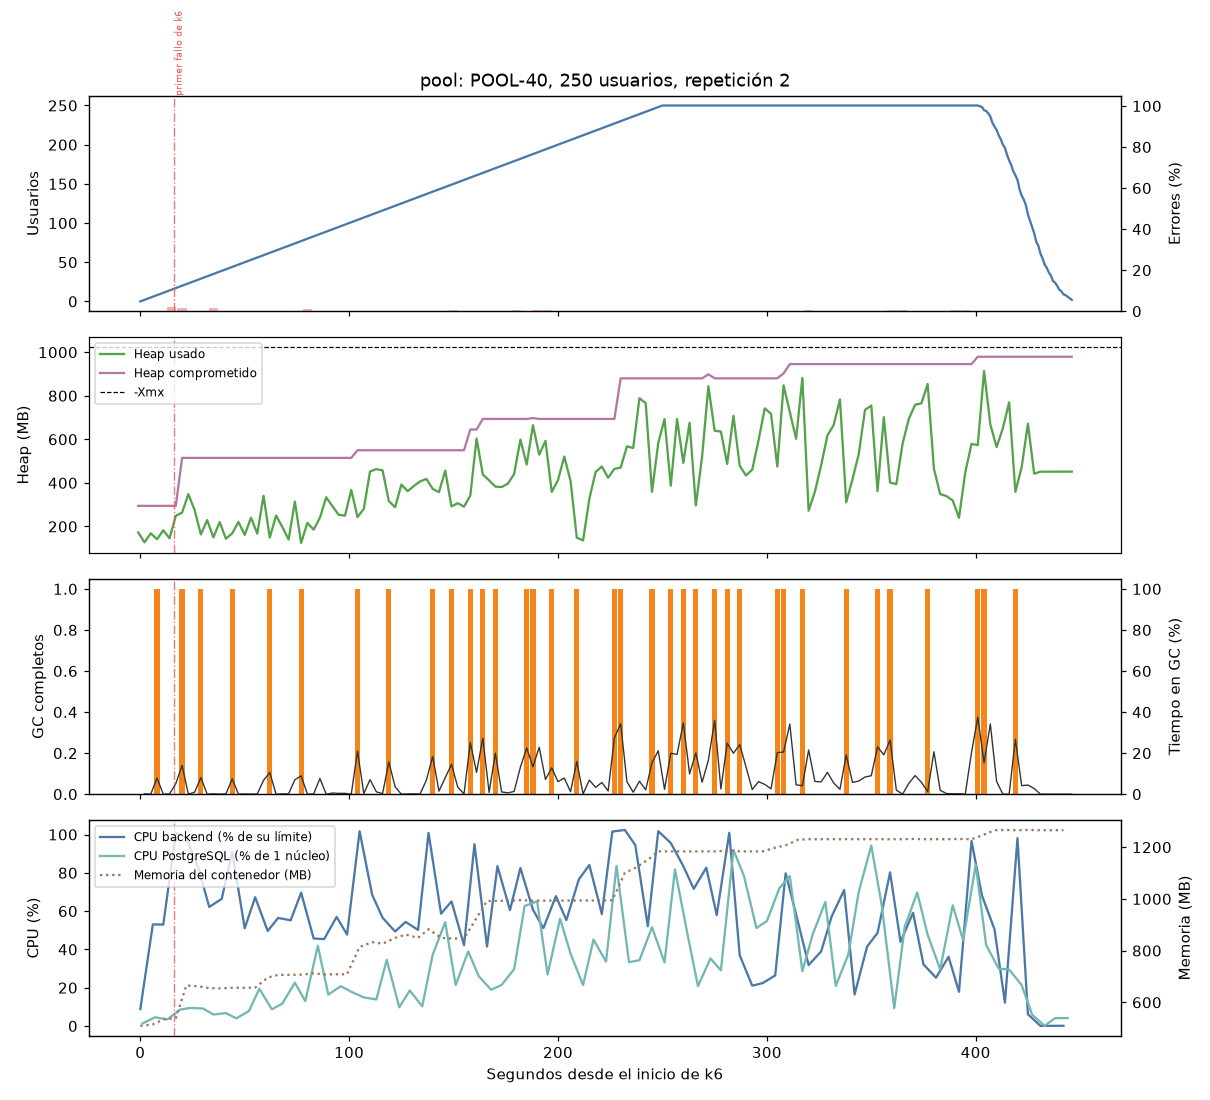 primer fallo de k6
pool: POOL-40, 250 usuarios, repetición 2
250
200
150
100
50
0
Usuarios
100
80
60
40
20
0
Errores (%)
1000
800
600
400
200
Heap (MB)
Heap usado
Heap comprometido
-Xmx
1.0
0.8
0.6
0.4
0.2
0.0
GC completos
100
80
60
40
20
0
Tiempo en GC (%)
100
80
60
40
20
0
CPU (%)
CPU backend (% de su límite)
CPU PostgreSQL (% de 1 núcleo)
Memoria del contenedor (MB)
1200
1000
800
600
Memoria (MB)
0 100 200 300 400
Segundos desde el inicio de k6